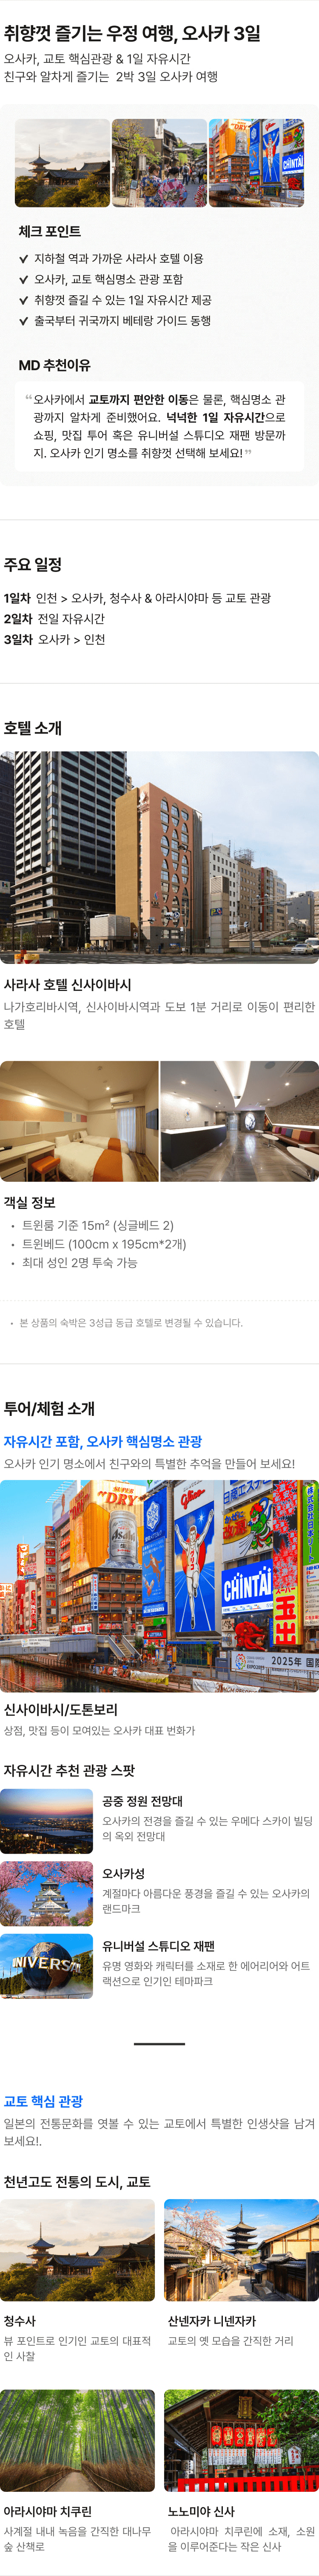 취향껏 즐기는 우정 여행, 오사카 3일
오사카, 교토 핵심관광 & 1일 자유시간
친구와 알차게 즐기는 2박 3일 오사카 여행
체크 포인트
지하철 역과 가까운 사라사 호텔 이용
오사카, 교토 핵심명소 관광 포함
취향껏 즐길 수 있는 1일 자유시간 제공
출국부터 귀국까지 베테랑 가이드 동행
MD 추천이유
“오사카에서 교토까지 편안한 이동은 물론, 핵심명소 관
광까지 알차게 준비했어요. 넉넉한 1일 자유시간으로
쇼핑, 맛집 투어 혹은 유니버설 스튜디오 재팬 방문까
지. 오사카 인기 명소를 취향껏 선택해 보세요!”
주요 일정
1일차 인천 > 오사카, 청수사 & 아라시야마 등 교토 관광
2일차 전일 자유시간
3일차 오사카 > 인천
호텔 소개
사라사 호텔 신사이바시
나가호리바시역, 신사이바시역과 도보 1분 거리로 이동이 편리한
호텔
객실 정보
• 트윈룸 기준 15m² (싱글베드 2)
• 트윈베드 (100cm x 195cm*2개)
• 최대 성인 2명 투숙 가능
• 본 상품의 숙박은 3성급 동급 호텔로 변경될 수 있습니다.
투어/체험 소개
자유시간 포함, 오사카 핵심명소 관광
오사카 인기 명소에서 친구와의 특별한 추억을 만들어 보세요!
SUPER
"DRY"
Asahi
Glico
CHINTAI
玉王
2025年 国
신사이바시/도톤보리
상점, 맛집 등이 모여있는 오사카 대표 번화가
자유시간 추천 관광 스팟
공중 정원 전망대
오사카의 전경을 즐길 수 있는 우메다 스카이 빌딩
의 옥외 전망대
오사카성
계절마다 아름다운 풍경을 즐길 수 있는 오사카의
랜드마크
유니버설 스튜디오 재팬
유명 영화와 캐릭터를 소재로 한 에어리어와 어트
랙션으로 인기인 테마파크
교토 핵심 관광
일본의 전통문화를 엿볼 수 있는 교토에서 특별한 인생샷을 남겨
보세요!.
천년고도 전통의 도시, 교토
청수사
뷰 포인트로 인기인 교토의 대표적
인 사찰
산넨자카 니넨자카
교토의 옛 모습을 간직한 거리
아라시야마 치쿠린
사계절 내내 녹음을 간직한 대나무
숲 산책로
노노미야 신사
아라시야마 치쿠린에 소재, 소원
을 이루어준다는 작은 신사